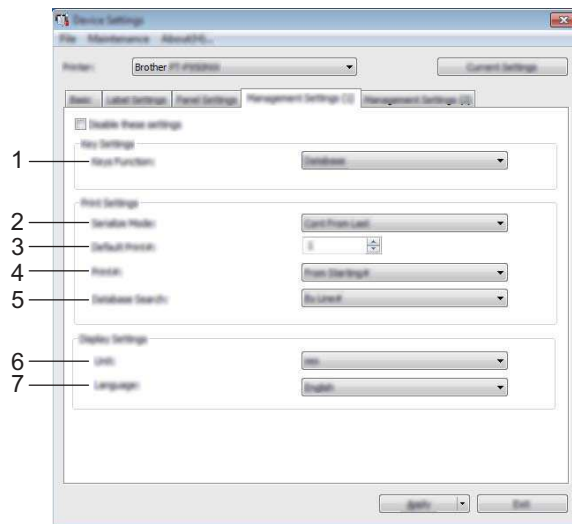 Device Settings
File Maintenance About(H)...
Printer: Brother PT-P950NW Current Settings
Basic Label Settings Panel Settings Management Settings [1] Management Settings [2]
Disable these settings
Key Settings
1 Keys Function: Database
Print Settings
2 Serialize Mode: Cont From Last
3 Default Print#: 1
4 Print#: From Starting#
5 Database Search: By Line#
Display Settings
6 Unit:
7 Language: English
Apply Exit